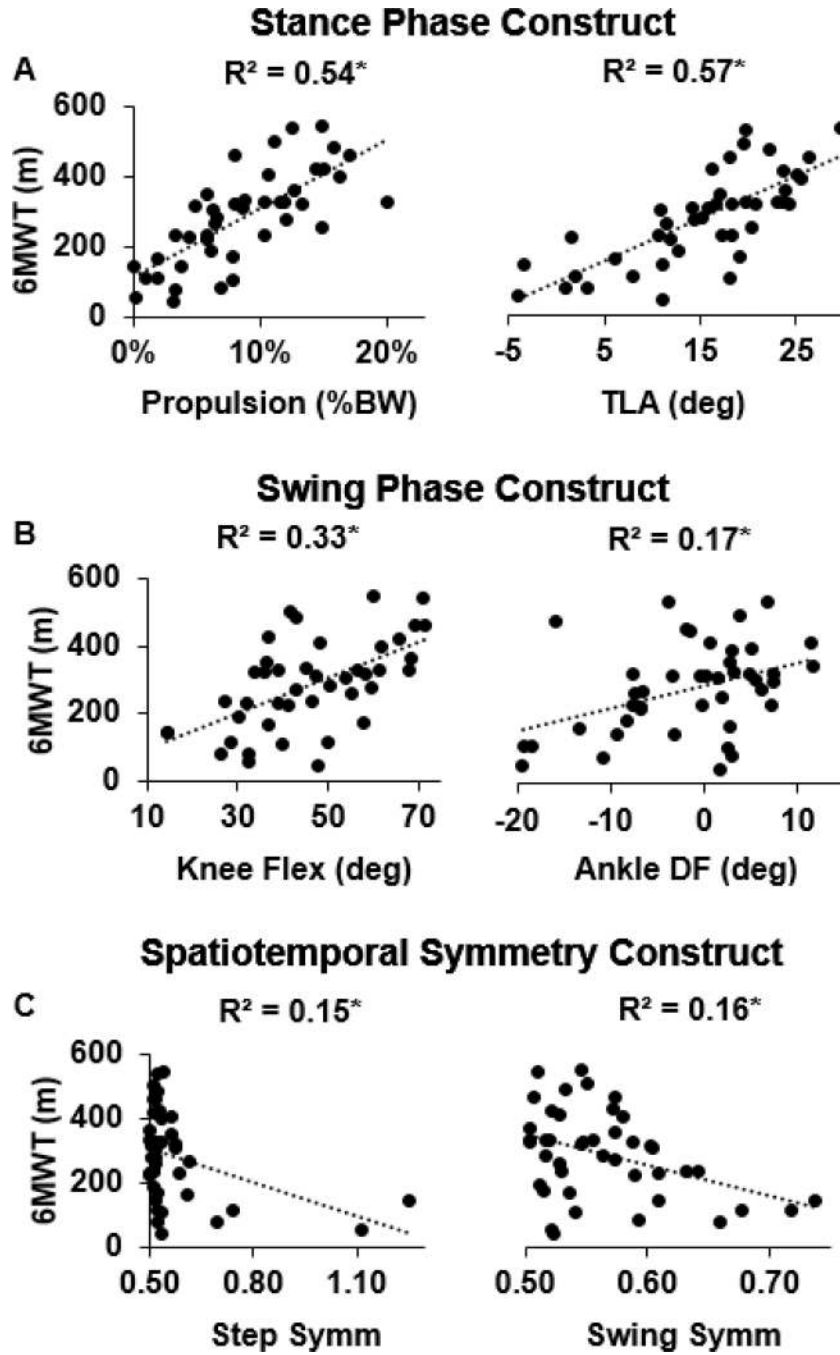 Stance Phase Construct
A
R² = 0.54*
R² = 0.57*
6MWT (m)
600
400
200
0
0% 10% 20%
-5 5 15 25
Propulsion (%BW)
TLA (deg)
Swing Phase Construct
B
R² = 0.33*
R² = 0.17*
6MWT (m)
600
400
200
0
10 30 50 70
-20 -10 0 10
Knee Flex (deg)
Ankle DF (deg)
Spatiotemporal Symmetry Construct
C
R² = 0.15*
R² = 0.16*
6MWT (m)
600
400
200
0
0.50 0.80 1.10
0.50 0.60 0.70
Step Symm
Swing Symm